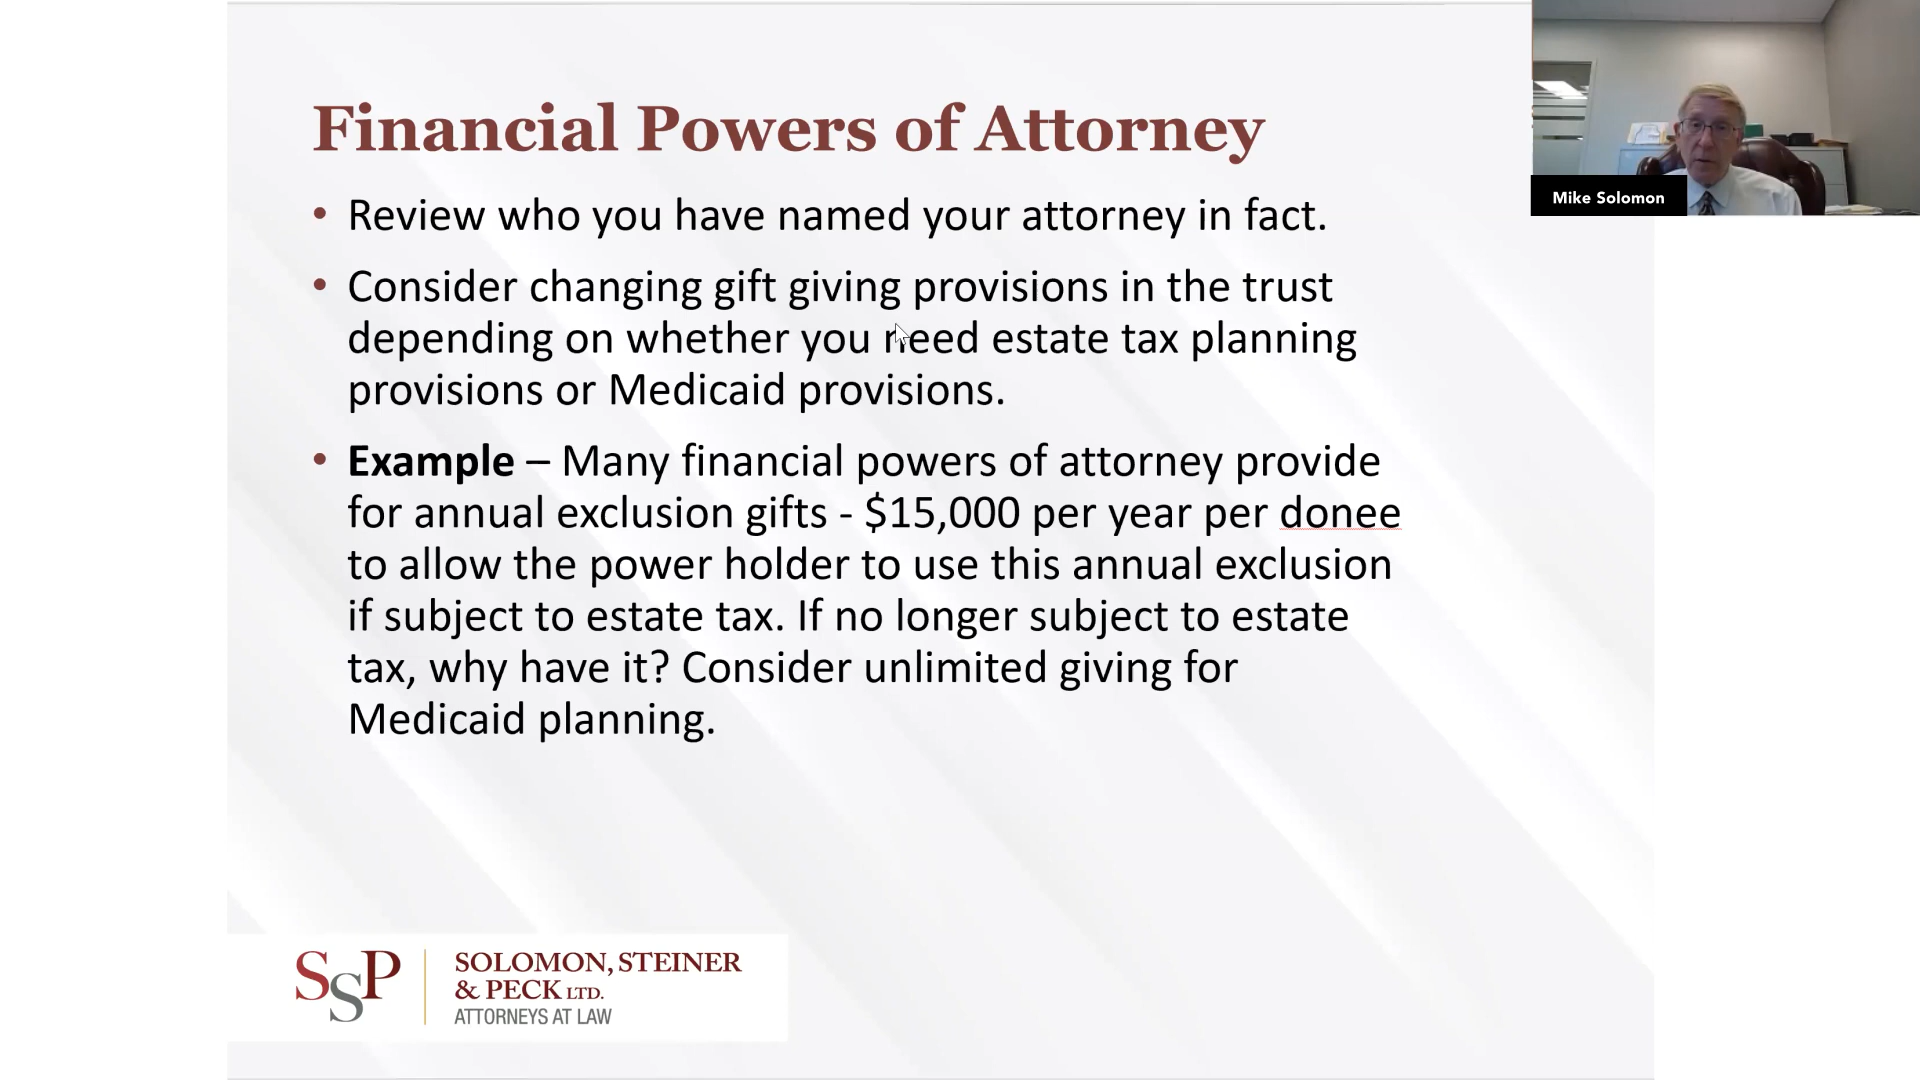 Financial Powers of Attorney
• Review who you have named your attorney in fact.
• Consider changing gift giving provisions in the trust
depending on whether you need estate tax planning
provisions or Medicaid provisions.
• Example – Many financial powers of attorney provide
for annual exclusion gifts - $15,000 per year per donee
to allow the power holder to use this annual exclusion
if subject to estate tax. If no longer subject to estate
tax, why have it? Consider unlimited giving for
Medicaid planning.
Mike Solomon
SSP
SOLOMON, STEINER
& PECK LTD.
ATTORNEYS AT LAW